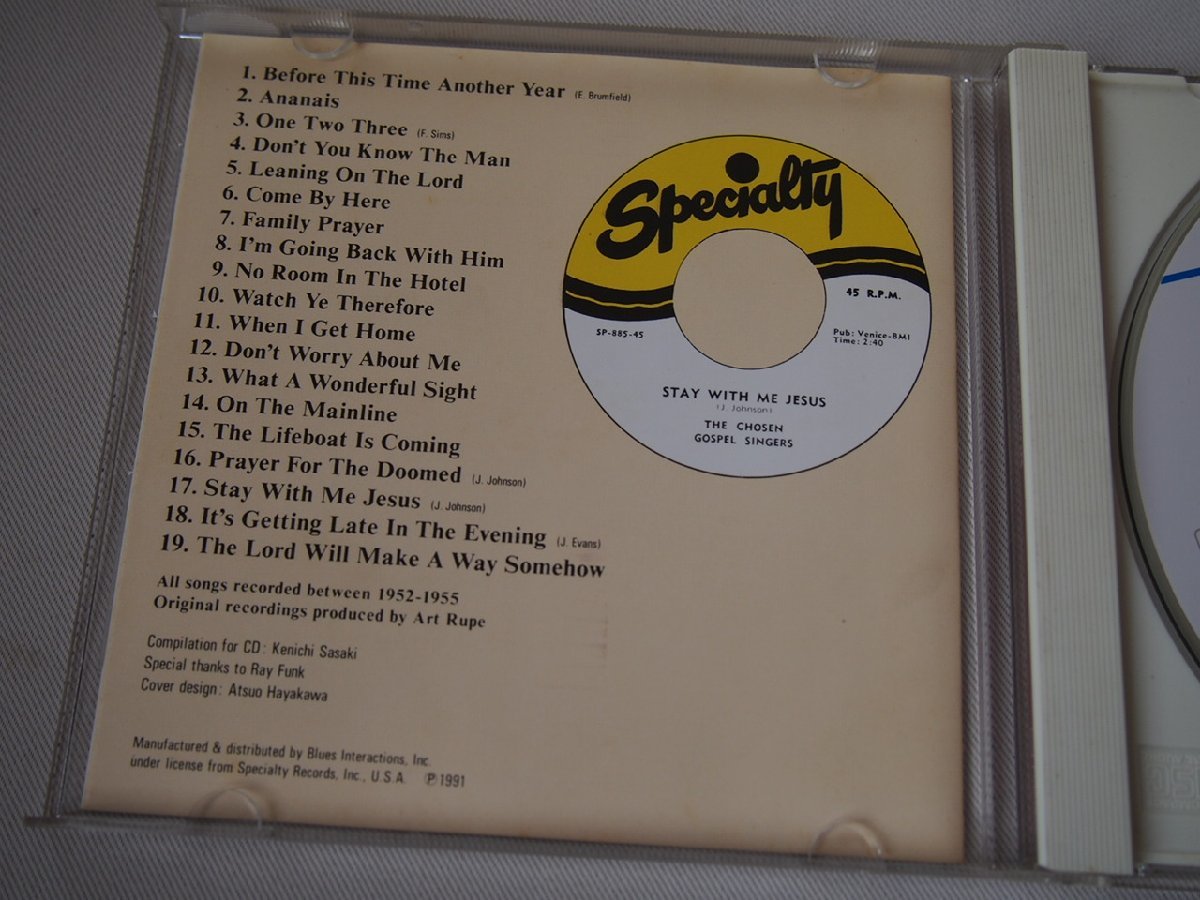 1. Before This Time Another Year (E. Brumfield)
2. Ananais
3. One Two Three (F. Sims)
4. Don't You Know The Man
5. Leaning On The Lord
6. Come By Here
7. Family Prayer
8. I'm Going Back With Him
9. No Room In The Hotel
10. Watch Ye Therefore
11. When I Get Home
12. Don't Worry About Me
13. What A Wonderful Sight
14. On The Mainline
15. The Lifeboat Is Coming
16. Prayer For The Doomed (J. Johnson)
17. Stay With Me Jesus (J. Johnson)
18. It's Getting Late In The Evening (J. Evans)
19. The Lord Will Make A Way Somehow
All songs recorded between 1952-1955
Original recordings produced by Art Rupe
Compilation for CD: Kenichi Sasaki
Special thanks to Ray Funk
Cover design: Atsuo Hayakawa
Manufactured & distributed by Blues Interactions, Inc.
under license from Specialty Records, Inc., U.S.A. ℗1991
Specialty
45 R.P.M.
SP-885-45
Pub: Venice-BMI
Time: 2:40
STAY WITH ME JESUS
(J. Johnson)
THE CHOSEN
GOSPEL SINGERS